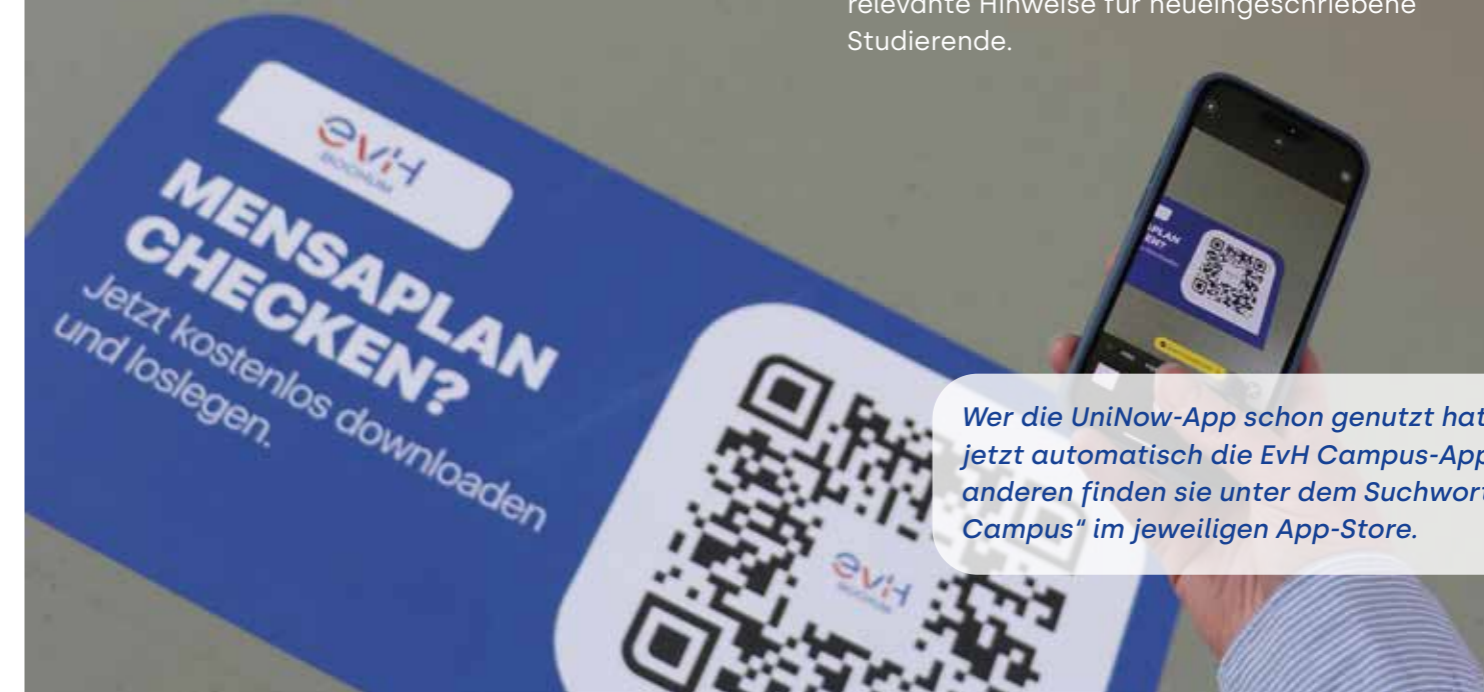 relevante Hinweise für neueingeschriebene
Studierende.
evH
BOCHUM
MENSAPLAN
CHECKEN?
Jetzt kostenlos downloaden
und loslegen.
evH
BOCHUM
Wer die UniNow-App schon genutzt hat
jetzt automatisch die EvH Campus-App
anderen finden sie unter dem Suchwort
Campus“ im jeweiligen App-Store.